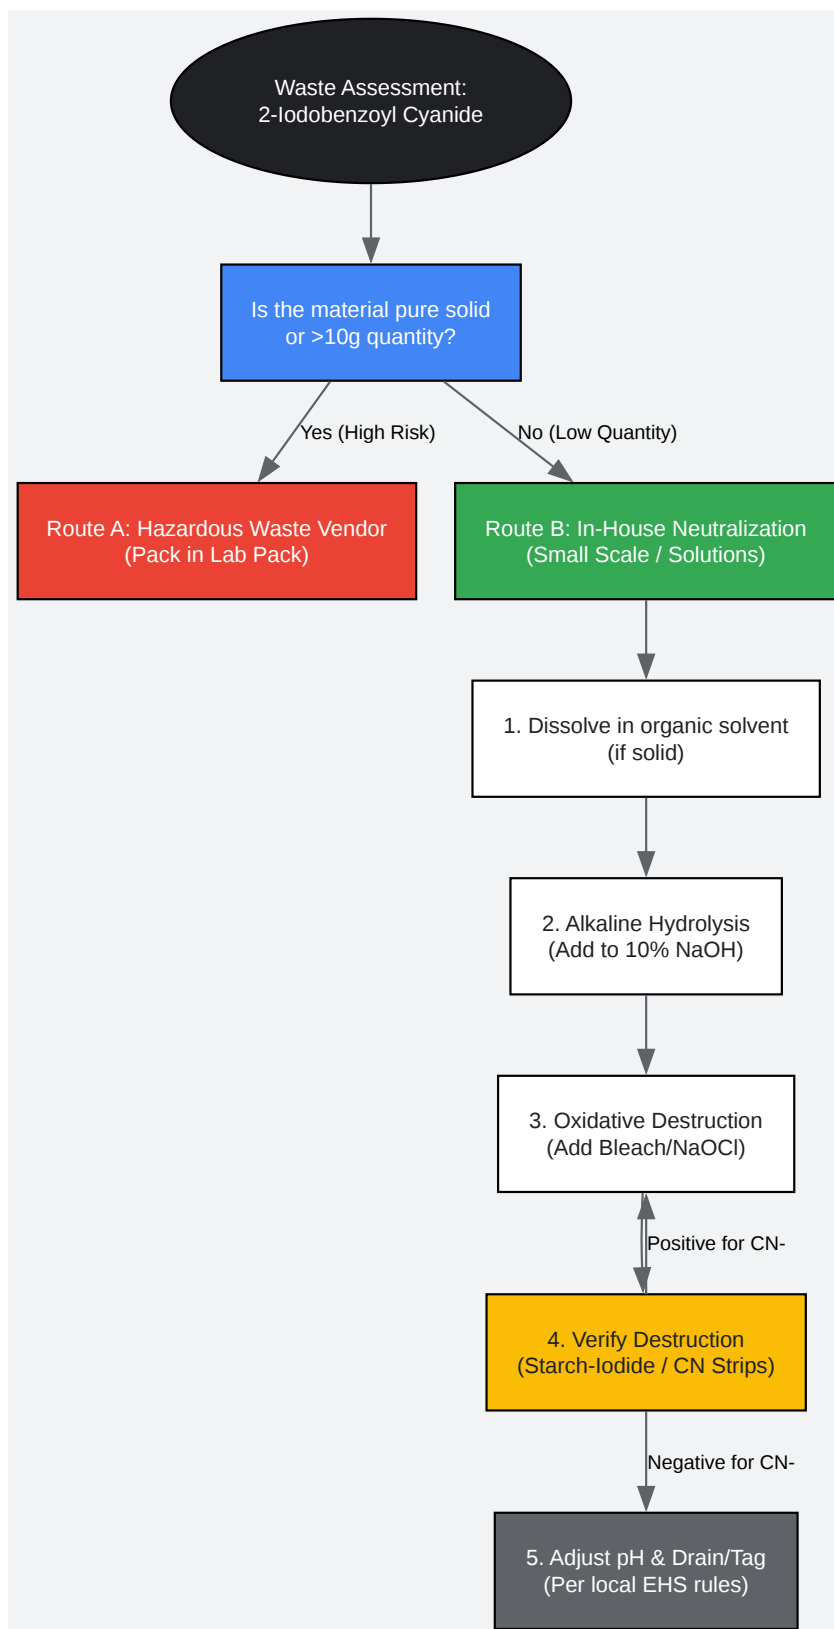 Waste Assessment:
2-Iodobenzoyl Cyanide
Is the material pure solid
or >10g quantity?
Yes (High Risk)
No (Low Quantity)
Route A: Hazardous Waste Vendor
(Pack in Lab Pack)
Route B: In-House Neutralization
(Small Scale / Solutions)
1. Dissolve in organic solvent
(if solid)
2. Alkaline Hydrolysis
(Add to 10% NaOH)
3. Oxidative Destruction
(Add Bleach/NaOCl)
Positive for CN-
4. Verify Destruction
(Starch-Iodide / CN Strips)
Negative for CN-
5. Adjust pH & Drain/Tag
(Per local EHS rules)